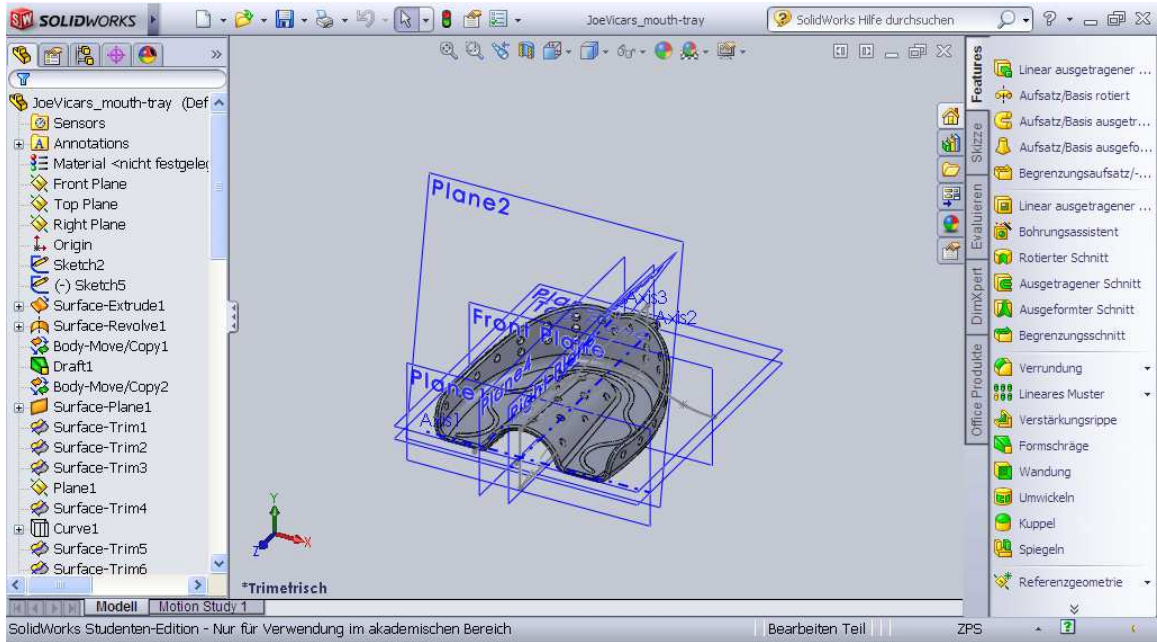 SOLIDWORKS
JoeVicars_mouth-tray
SolidWorks Hilfe durchsuchen
JoeVicars_mouth-tray (Def
Sensors
Annotations
Material <nicht festgeleg
Front Plane
Top Plane
Right Plane
Origin
Sketch2
(-) Sketch5
Surface-Extrude1
Surface-Revolve1
Body-Move/Copy1
Draft1
Body-Move/Copy2
Surface-Plane1
Surface-Trim1
Surface-Trim2
Surface-Trim3
Plane1
Surface-Trim4
Curve1
Surface-Trim5
Surface-Trim6
Plane2
Axis3
Axis2
Front Plane
Plane4
Right Plane
Plane
Axis1
Y
X
Z
*Trimetrisch
Features
Skizze
Evaluieren
DimXpert
Office Produkte
Linear ausgetragener ...
Aufsatz/Basis rotiert
Aufsatz/Basis ausgetr...
Aufsatz/Basis ausgefo...
Begrenzungsaufsatz/-...
Linear ausgetragener ...
Bohrungsassistent
Rotierter Schnitt
Ausgetragener Schnitt
Ausgeformter Schnitt
Begrenzungsschnitt
Verrundung
Lineares Muster
Verstärkungsrippe
Formschräge
Wandung
Umwickeln
Kuppel
Spiegeln
Referenzgeometrie
Modell
Motion Study 1
SolidWorks Studenten-Edition - Nur für Verwendung im akademischen Bereich
Bearbeiten Teil
ZPS